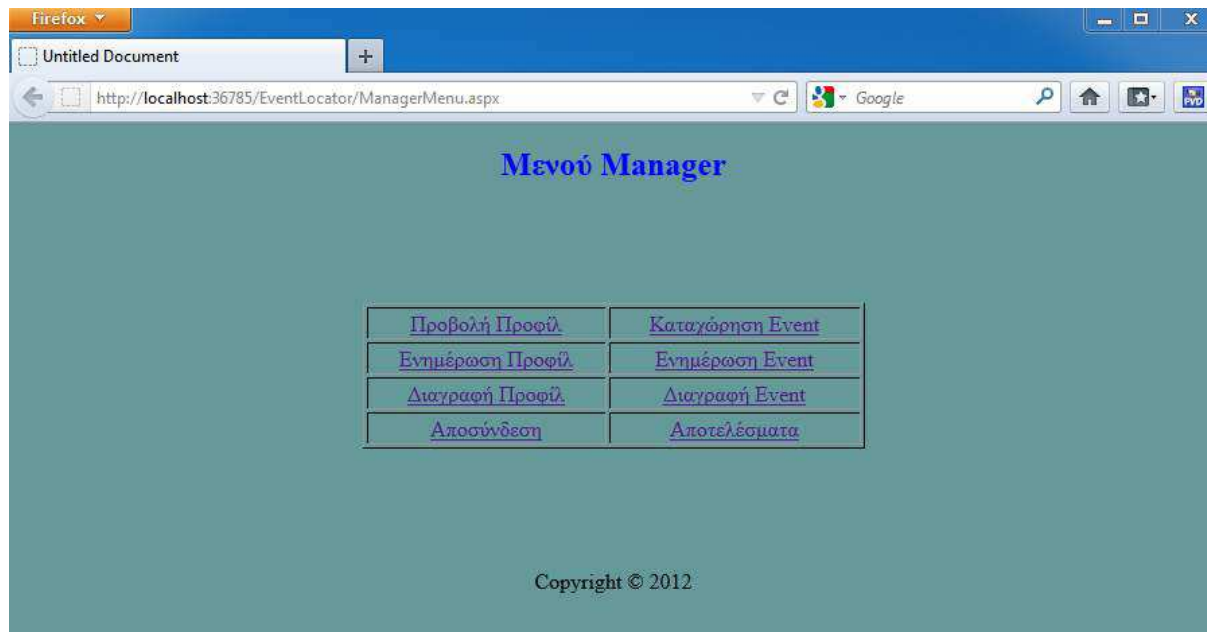 Firefox
Untitled Document
http://localhost:36785/EventLocator/ManagerMenu.aspx
Google
Μενού Manager
Προβολή Προφίλ Καταχώρηση Event
Ενημέρωση Προφίλ Ενημέρωση Event
Διαγραφή Προφίλ Διαγραφή Event
Αποσύνδεση Αποτελέσματα
Copyright © 2012